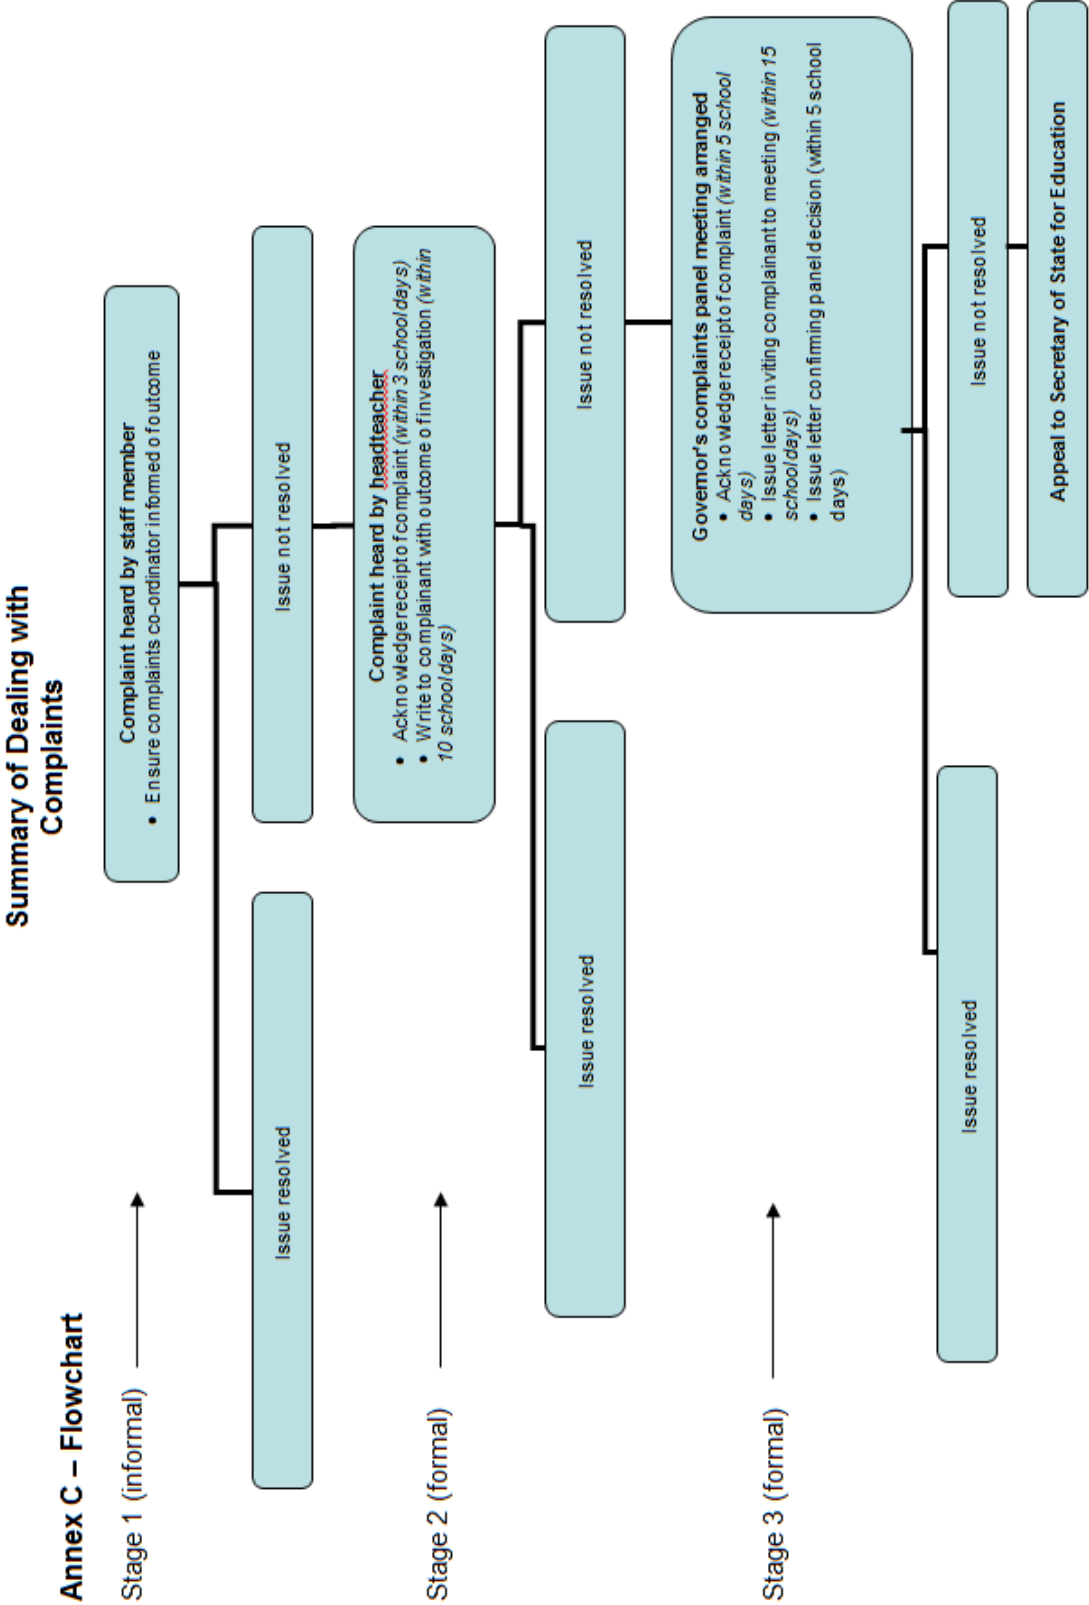 Annex C – Flowchart
Summary of Dealing with
Complaints
Stage 1 (informal)
Complaint heard by staff member
• Ensure complaints co-ordinator informed of outcome
Issue resolved
Issue not resolved
Stage 2 (formal)
Complaint heard by headteacher
• Acknowledge receipt of complaint (within 3 school days)
• Write to complainant with outcome of investigation (within
10 school days)
Issue resolved
Issue not resolved
Stage 3 (formal)
Governor's complaints panel meeting arranged
• Acknowledge receipt of complaint (within 5 school
days)
• Issue letter inviting complainant to meeting (within 15
school days)
• Issue letter confirming panel decision (within 5 school
days)
Issue resolved
Issue not resolved
Appeal to Secretary of State for Education